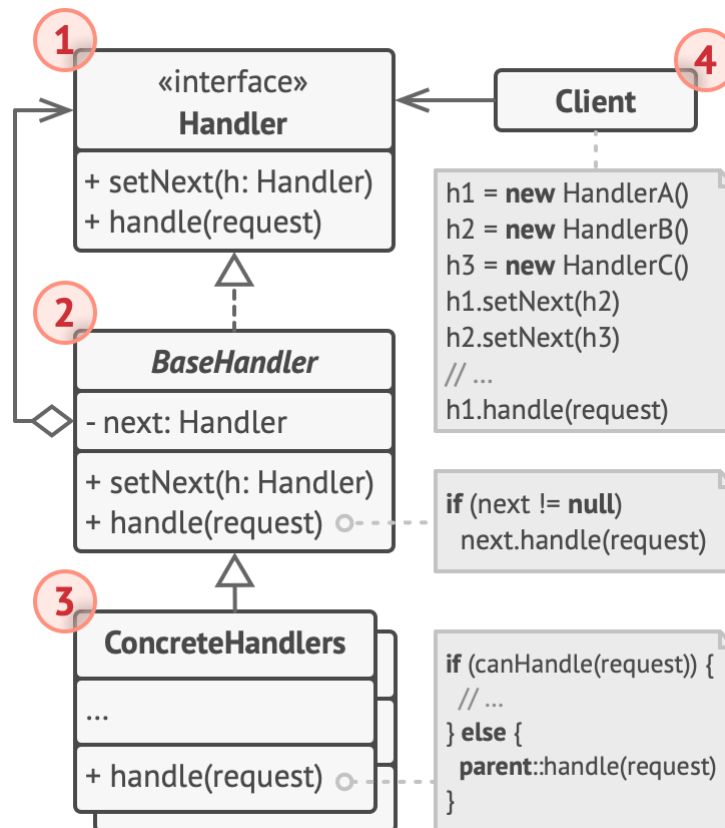 1
«interface»
Handler
+ setNext(h: Handler)
+ handle(request)
4
Client
h1 = new HandlerA()
h2 = new HandlerB()
h3 = new HandlerC()
h1.setNext(h2)
h2.setNext(h3)
// ...
h1.handle(request)
2
BaseHandler
- next: Handler
+ setNext(h: Handler)
+ handle(request)
if (next != null)
next.handle(request)
3
ConcreteHandlers
...
+ handle(request)
if (canHandle(request)) {
// ...
} else {
parent::handle(request)
}